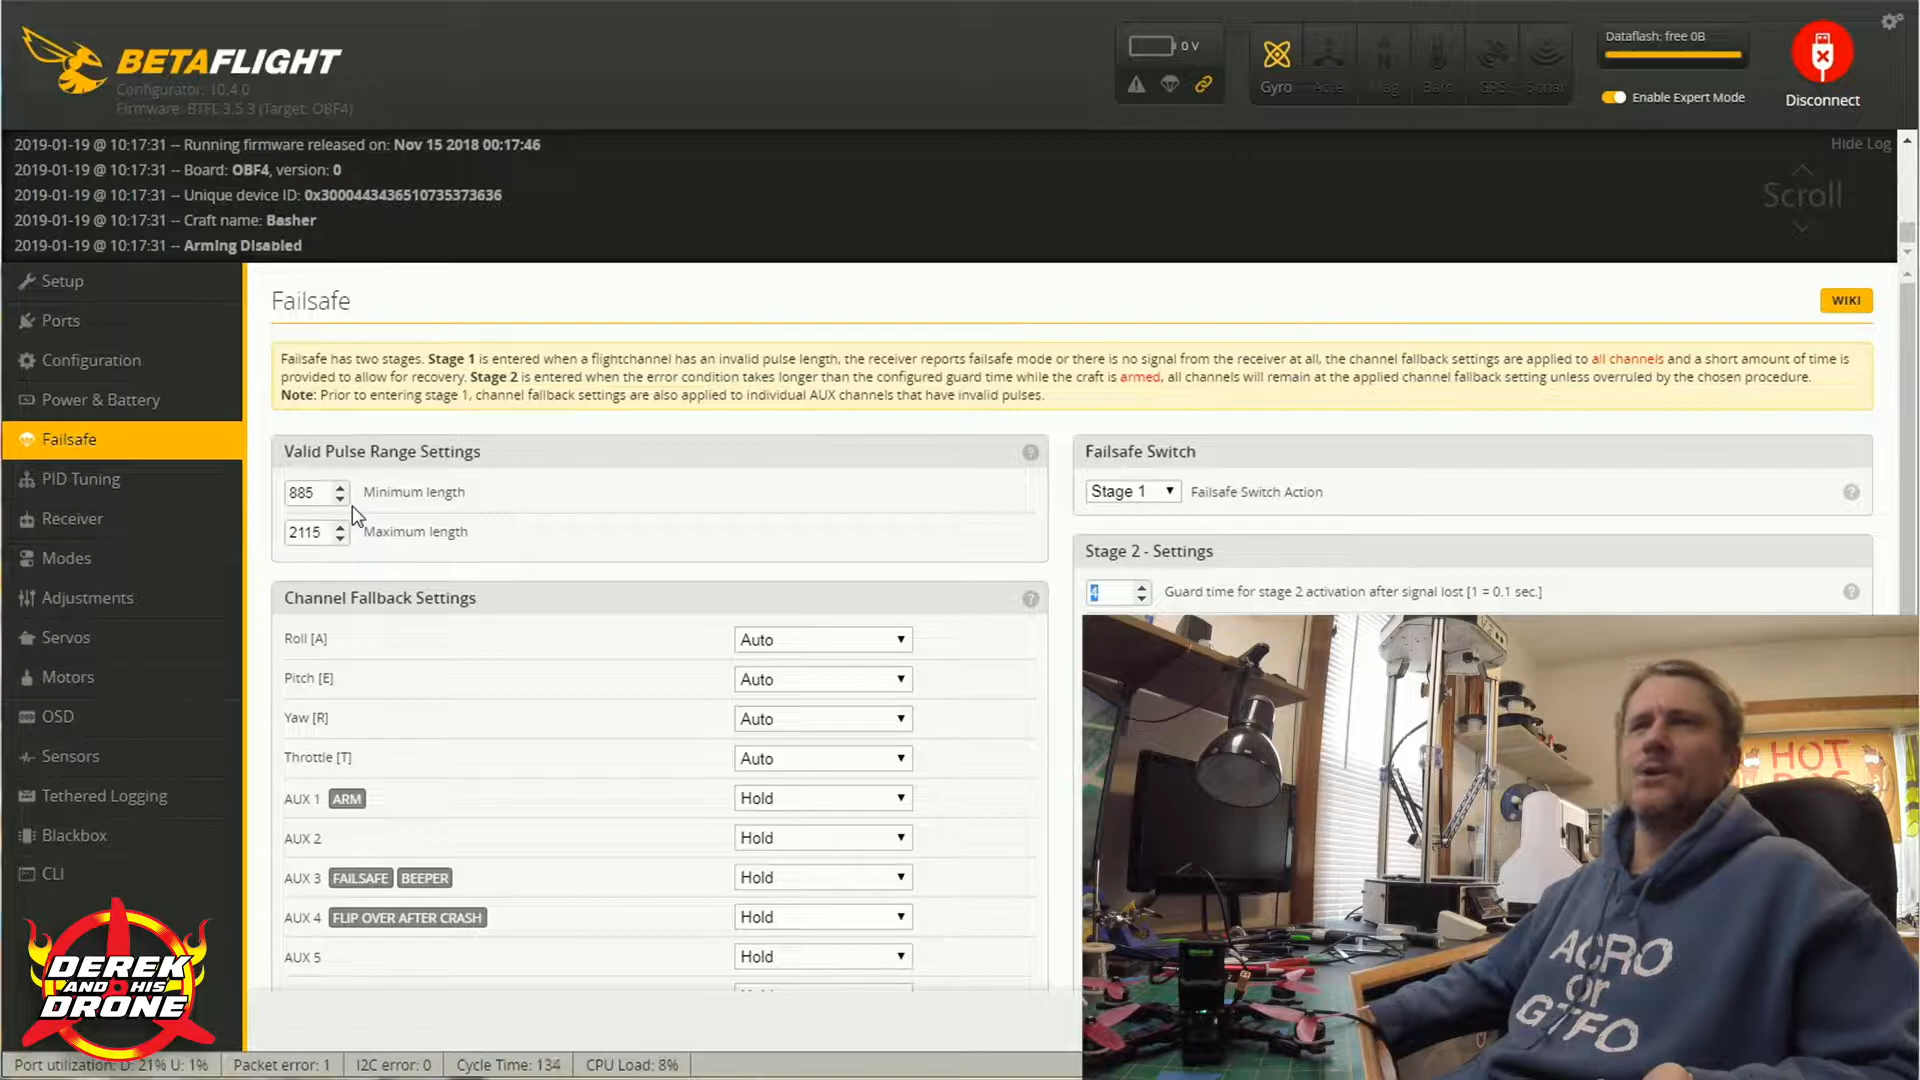 BETAFLIGHT
Configurator: 10.4.0
Firmware: BTFL 3.5.3 (Target: OBF4)
0 V
Gyro
Accel
Mag
Baro
GPS
Sonar
Dataflash: free 0B
Enable Expert Mode
Disconnect
2019-01-19 @ 10:17:31 -- Running firmware released on: Nov 15 2018 00:17:46
2019-01-19 @ 10:17:31 -- Board: OBF4, version: 0
2019-01-19 @ 10:17:31 -- Unique device ID: 0x3000443436510735373636
2019-01-19 @ 10:17:31 -- Craft name: Basher
2019-01-19 @ 10:17:31 -- Arming Disabled
Hide Log
Scroll
Setup
Ports
Configuration
Power & Battery
Failsafe
PID Tuning
Receiver
Modes
Adjustments
Servos
Motors
OSD
Sensors
Tethered Logging
Blackbox
CLI
Failsafe
WIKI
Failsafe has two stages. Stage 1 is entered when a flightchannel has an invalid pulse length, the receiver reports failsafe mode or there is no signal from the receiver at all, the channel fallback settings are applied to all channels and a short amount of time is
provided to allow for recovery. Stage 2 is entered when the error condition takes longer than the configured guard time while the craft is armed, all channels will remain at the applied channel fallback setting unless overruled by the chosen procedure.
Note: Prior to entering stage 1, channel fallback settings are also applied to individual AUX channels that have invalid pulses.
Valid Pulse Range Settings
885 Minimum length
2115 Maximum length
Channel Fallback Settings
Roll [A] Auto
Pitch [E] Auto
Yaw [R] Auto
Throttle [T] Auto
AUX 1 ARM Hold
AUX 2 Hold
AUX 3 FAILSAFE BEEPER Hold
AUX 4 FLIP OVER AFTER CRASH Hold
AUX 5 Hold
Failsafe Switch
Stage 1 Failsafe Switch Action
Stage 2 - Settings
4 Guard time for stage 2 activation after signal lost [1 = 0.1 sec.]
HOT
ACRO
or
GTFO
DEREK
AND HIS
DRONE
Port utilization: D: 21% U: 1%
Packet error: 1
I2C error: 0
Cycle Time: 134
CPU Load: 8%